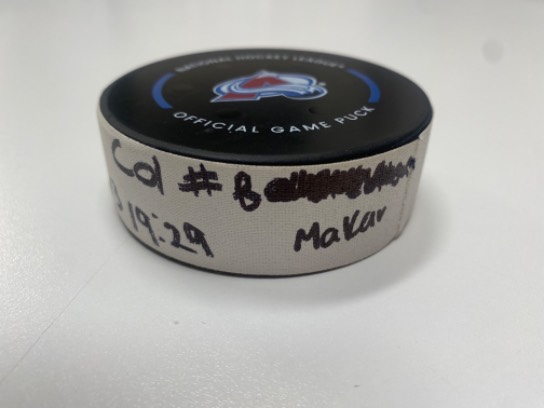 NATIONAL HOCKEY LEAGUE
OFFICIAL GAME PUCK
Col # 8
19:29 Makar